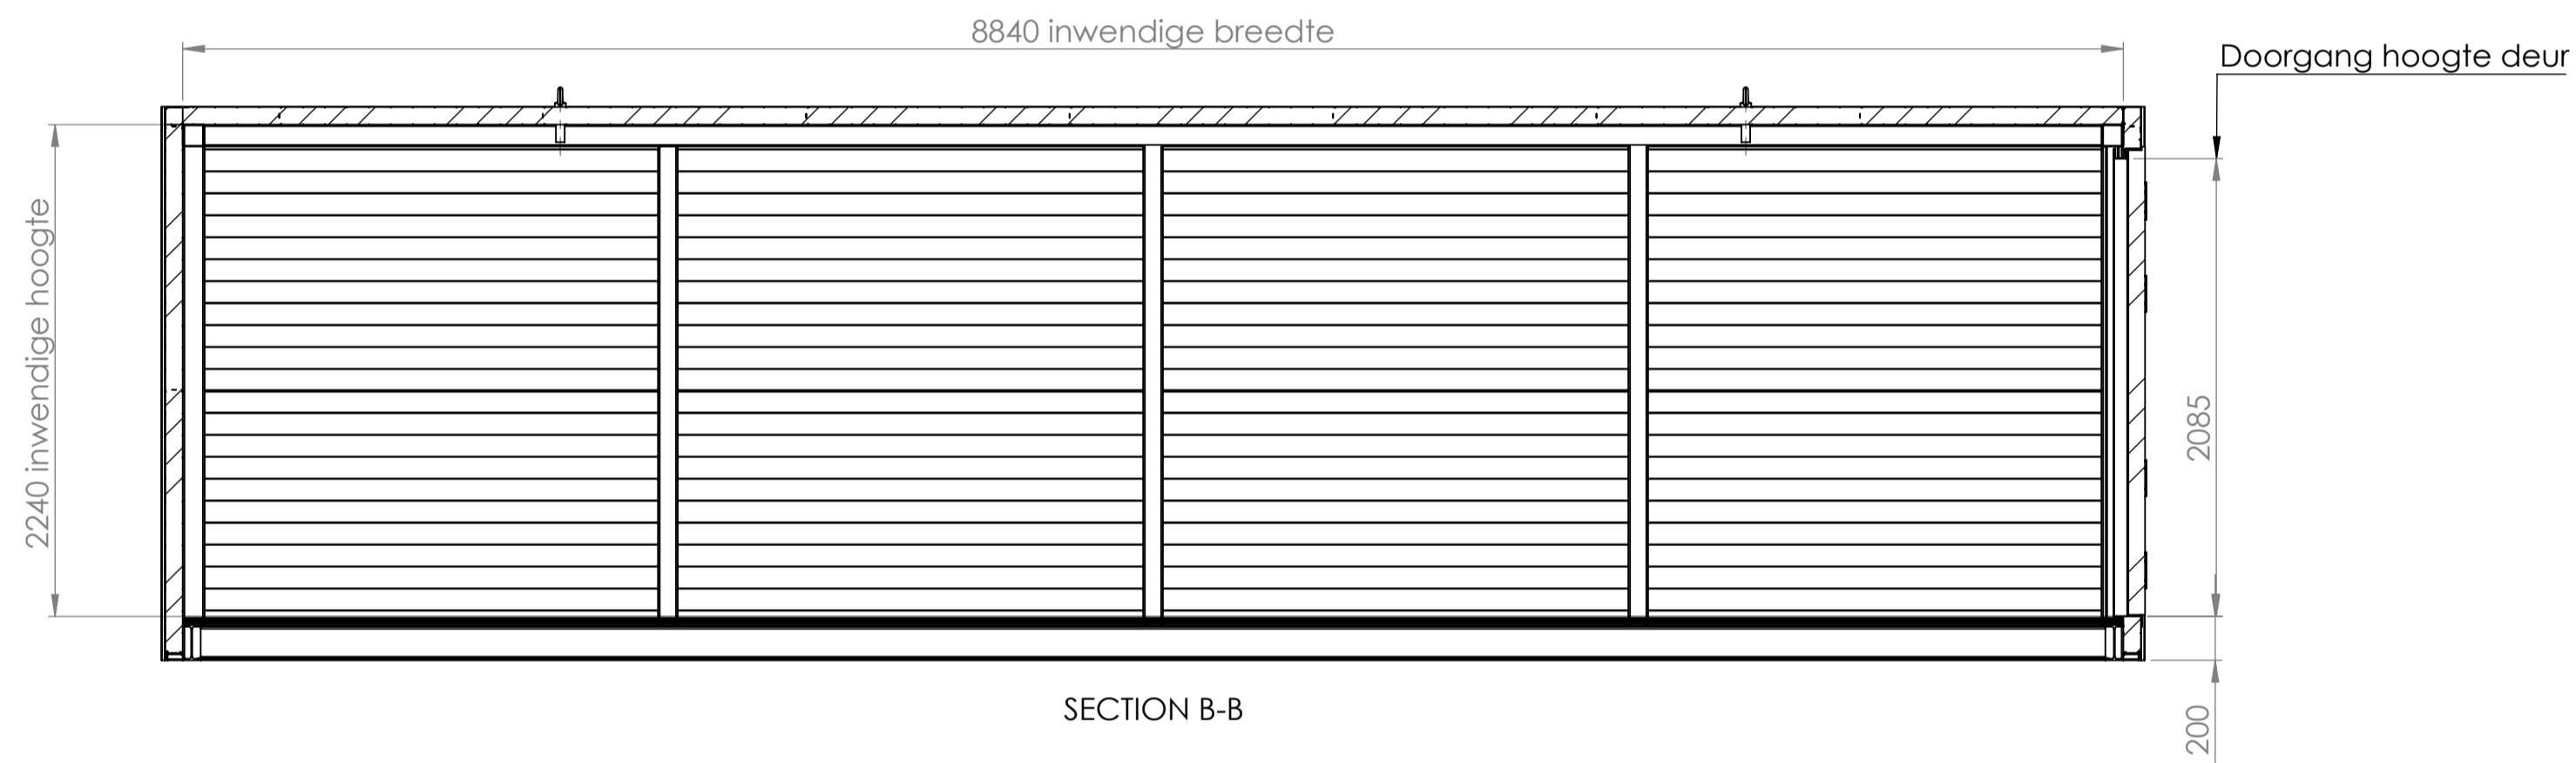 8840 inwendige breedte
Doorgang hoogte deur
2240 inwendige hoogte
2085
200
SECTION B-B